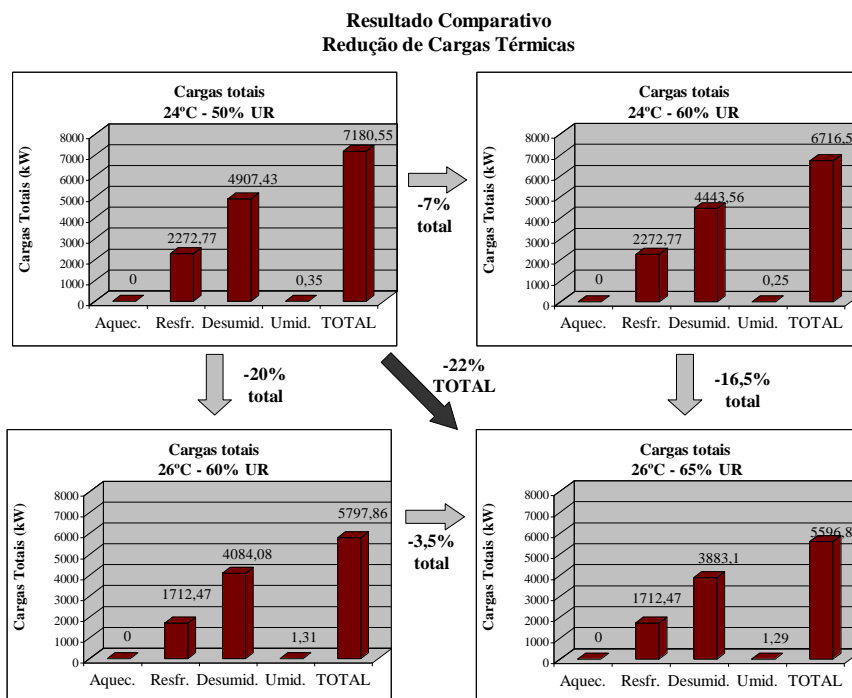 Resultado Comparativo
Redução de Cargas Térmicas
Cargas totais
24ºC - 50% UR
Cargas Totais (kW)
8000
7000
6000
5000
4000
3000
2000
1000
0
0
2272,77
4907,43
0,35
7180,55
Aquec. Resfr. Desumid. Umid. TOTAL
-7%
total
Cargas totais
24ºC - 60% UR
Cargas Totais (kW)
8000
7000
6000
5000
4000
3000
2000
1000
0
0
2272,77
4443,56
0,25
6716,5
Aquec. Resfr. Desumid. Umid. TOTAL
-20%
total
-22%
TOTAL
-16,5%
total
Cargas totais
26ºC - 60% UR
Cargas Totais (kW)
8000
7000
6000
5000
4000
3000
2000
1000
0
0
1712,47
4084,08
1,31
5797,86
Aquec. Resfr. Desumid. Umid. TOTAL
-3,5%
total
Cargas totais
26ºC - 65% UR
Cargas Totais (kW)
8000
7000
6000
5000
4000
3000
2000
1000
0
0
1712,47
3883,1
1,29
5596,8
Aquec. Resfr. Desumid. Umid. TOTAL